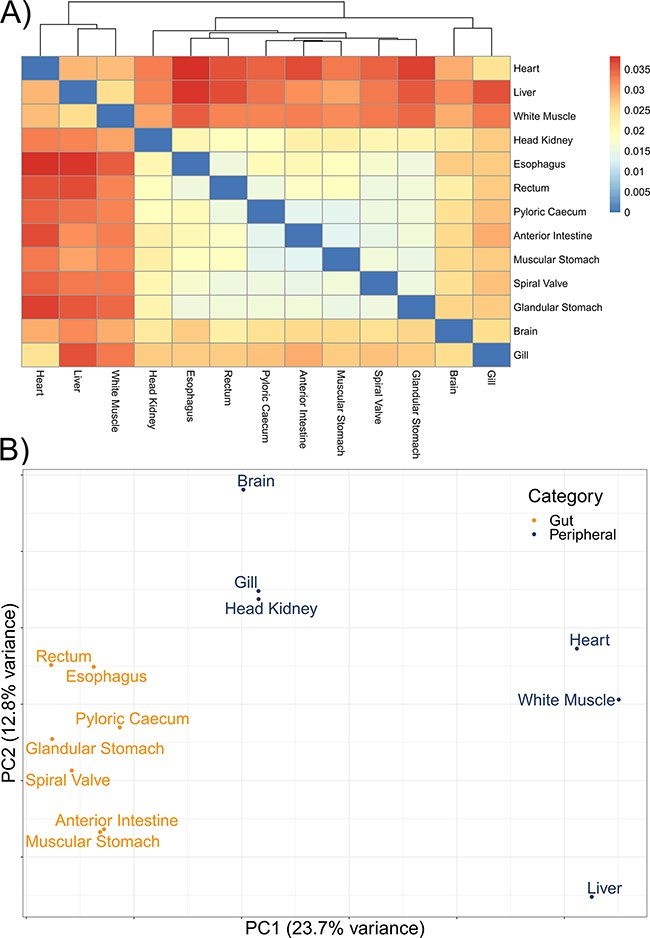 A)
Heart
Liver
White Muscle
Head Kidney
Esophagus
Rectum
Pyloric Caecum
Anterior Intestine
Muscular Stomach
Spiral Valve
Glandular Stomach
Brain
Gill
0.035
0.03
0.025
0.02
0.015
0.01
0.005
0
Heart
Liver
White Muscle
Head Kidney
Esophagus
Rectum
Pyloric Caecum
Anterior Intestine
Muscular Stomach
Spiral Valve
Glandular Stomach
Brain
Gill
B)
PC2 (12.8% variance)
Brain
Category
Gut
Peripheral
Gill
Head Kidney
Heart
Rectum
Esophagus
White Muscle
Pyloric Caecum
Glandular Stomach
Spiral Valve
Anterior Intestine
Muscular Stomach
Liver
PC1 (23.7% variance)